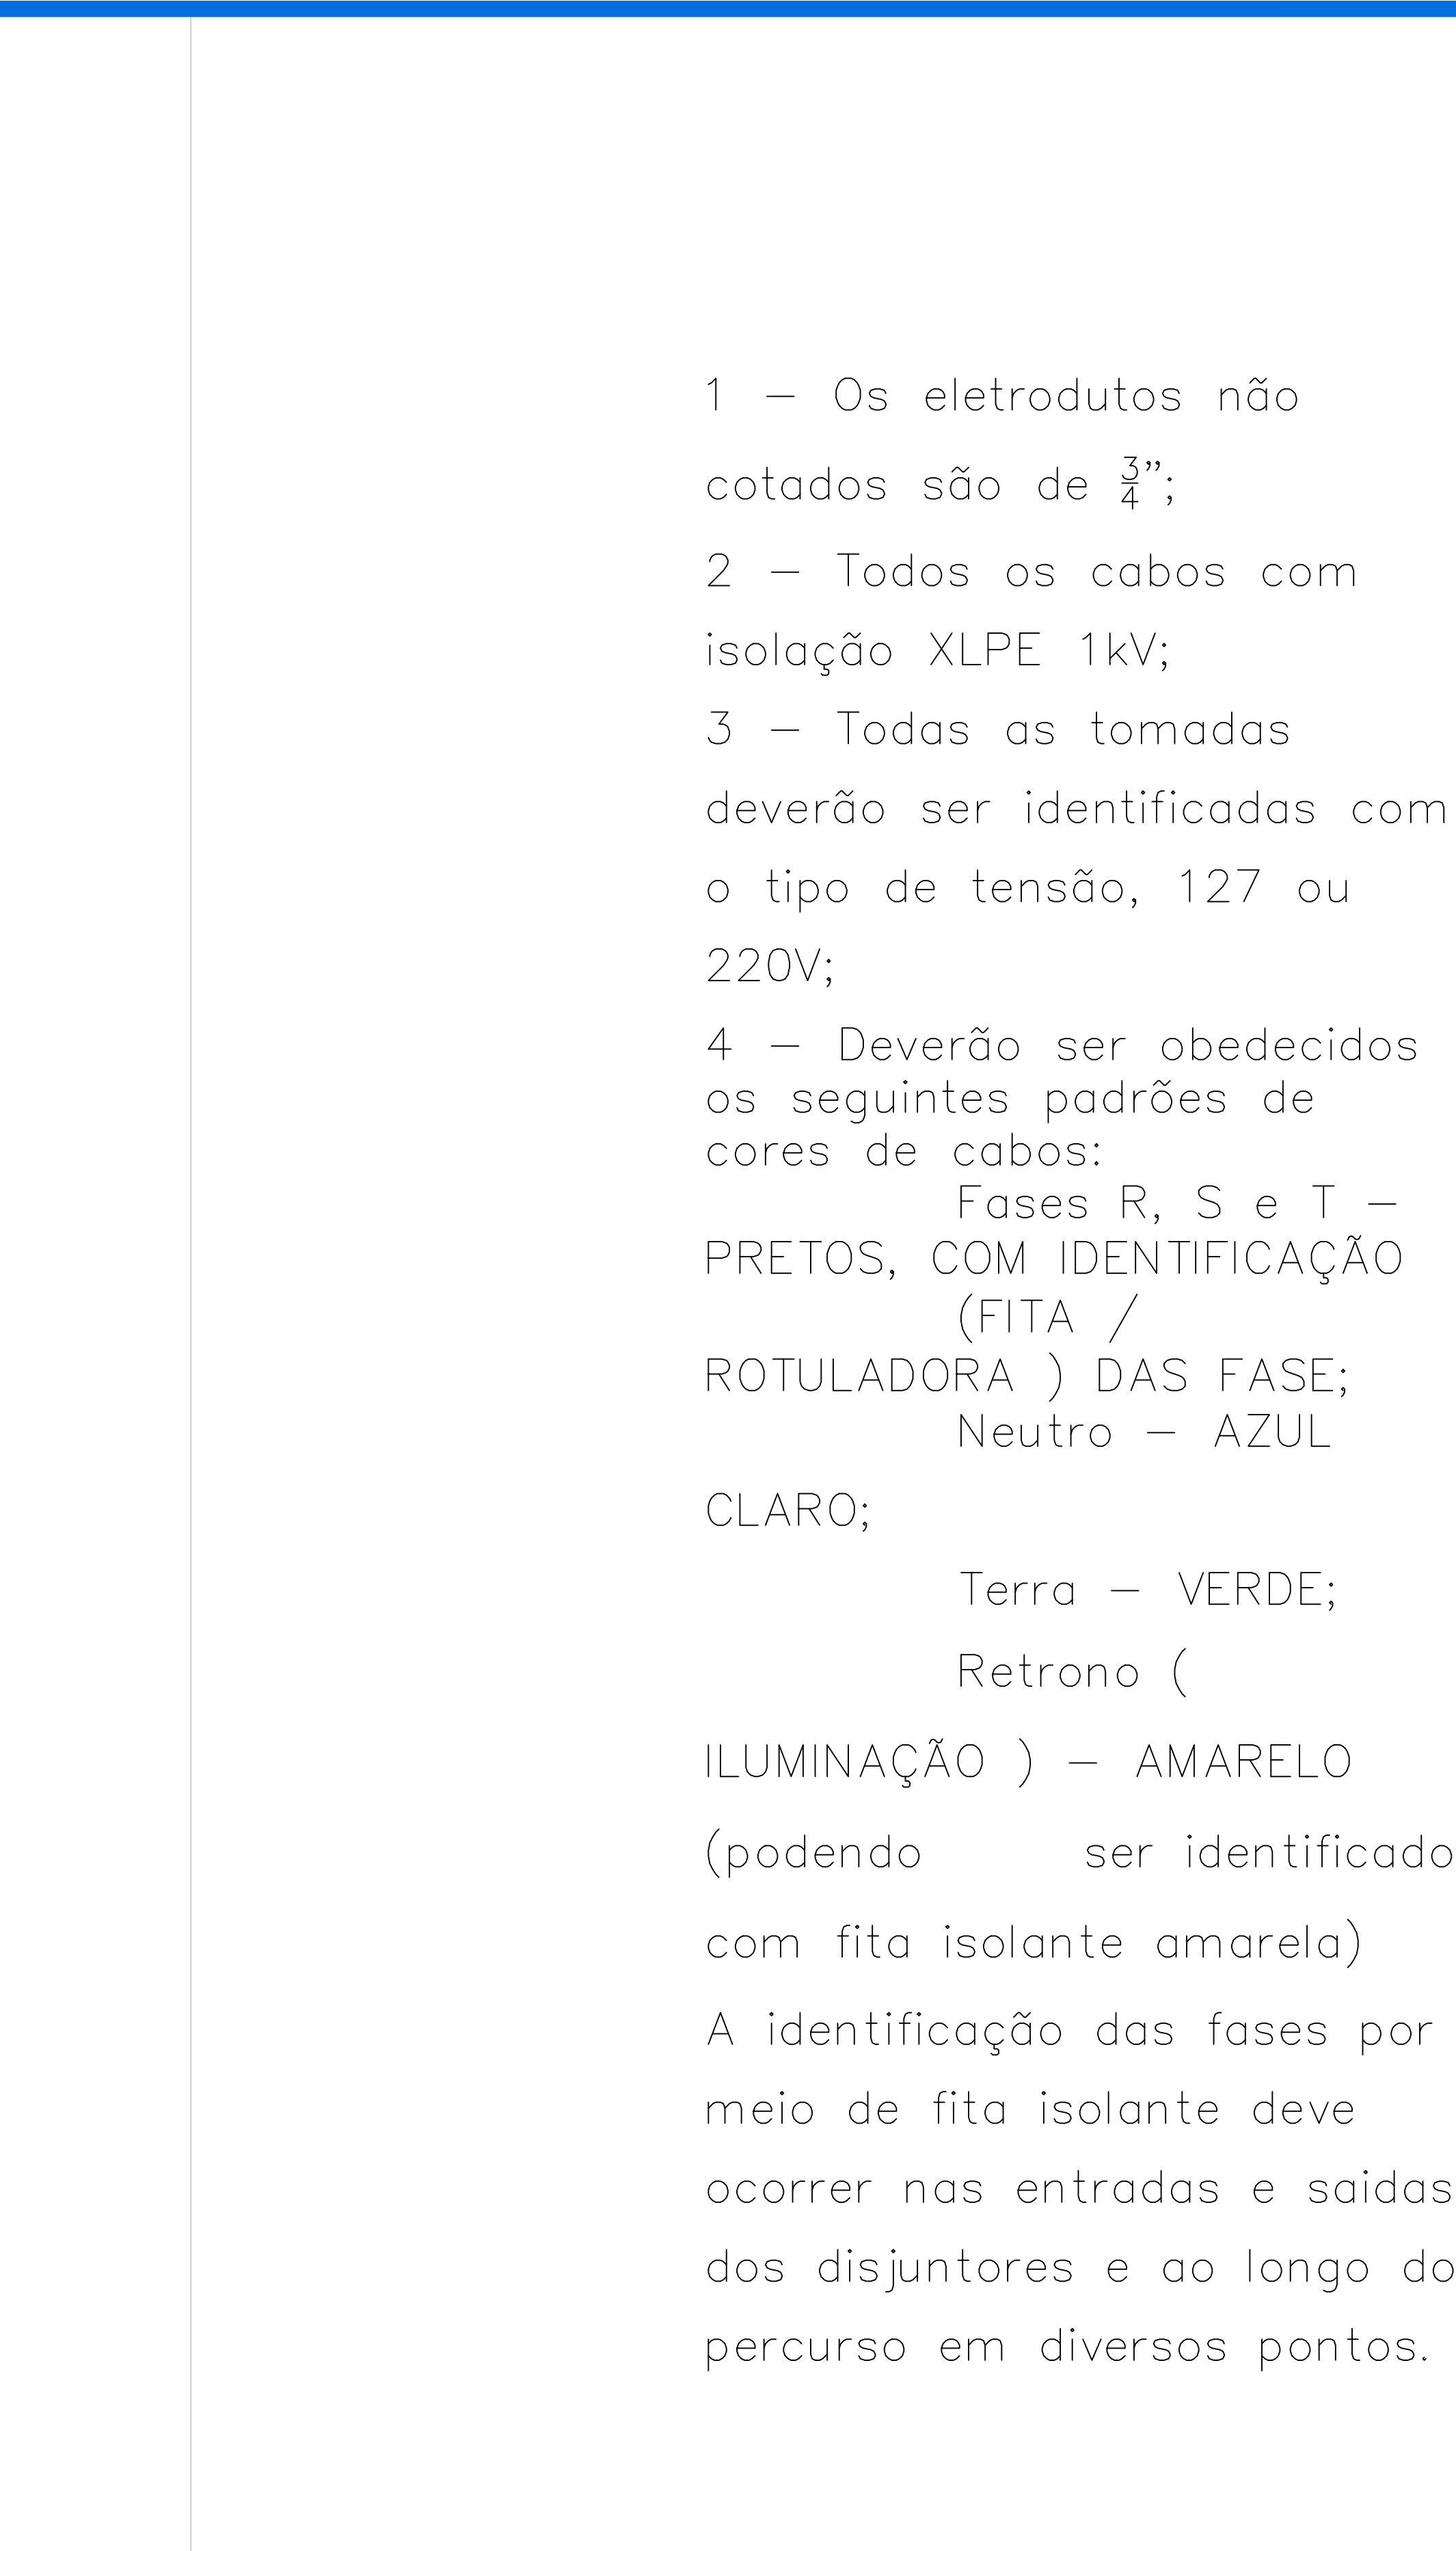 1 - Os eletrodutos não
cotados são de ¾";
2 - Todos os cabos com
isolação XLPE 1kV;
3 - Todas as tomadas
deverão ser identificadas com
o tipo de tensão, 127 ou
220V;
4 - Deverão ser obedecidos
os seguintes padrões de
cores de cabos:
Fases R, S e T -
PRETOS, COM IDENTIFICAÇÃO
(FITA /
ROTULADORA ) DAS FASE;
Neutro - AZUL
CLARO;
Terra - VERDE;
Retrono (
ILUMINAÇÃO ) - AMARELO
(podendo ser identificado
com fita isolante amarela)
A identificação das fases por
meio de fita isolante deve
ocorrer nas entradas e saidas
dos disjuntores e ao longo do
percurso em diversos pontos.